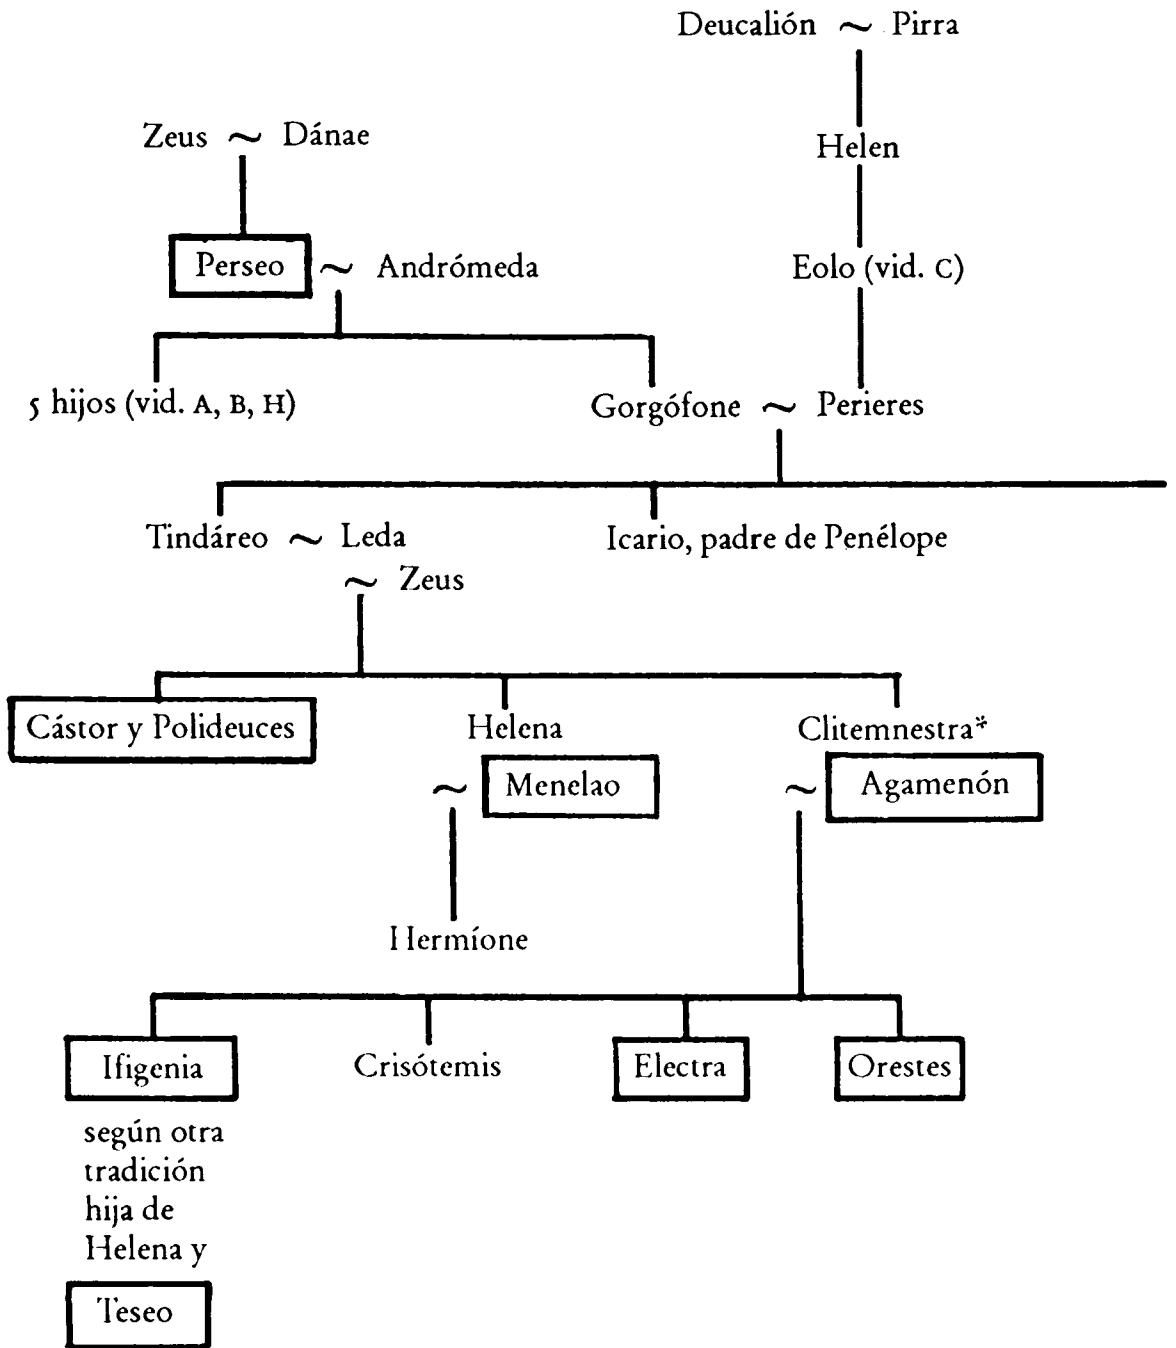 Deucalión ~ Pirra
Zeus ~ Dánae
Helen
Perseo ~ Andrómeda
Eolo (vid. C)
5 hijos (vid. A, B, H)
Gorgófone ~ Perieres
Tindáreo ~ Leda
Icario, padre de Penélope
~ Zeus
Cástor y Polideuces
Helena
Clitemnestra*
~ Menelao
~ Agamenón
Hermíone
Ifigenia
Crisótemis
Electra
Orestes
según otra
tradición
hija de
Helena y
Teseo